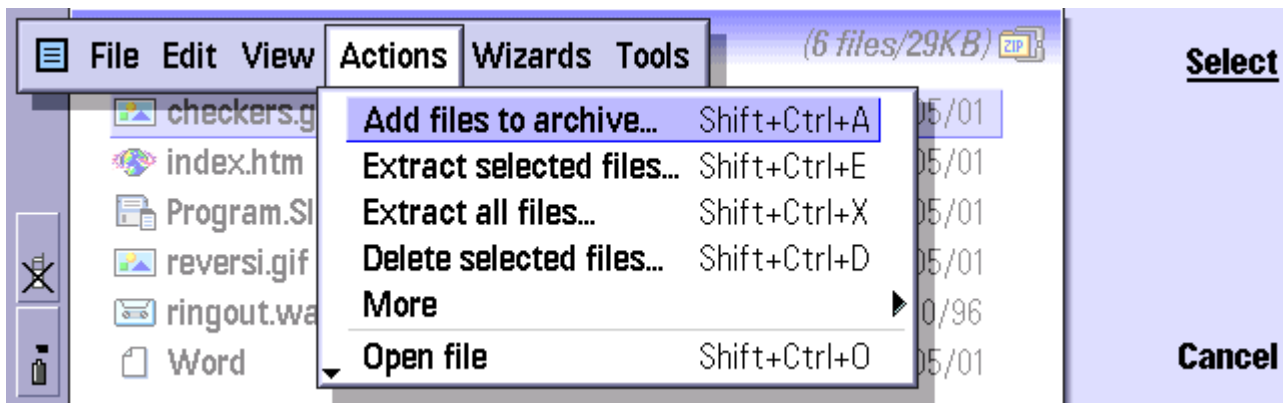 File Edit View Actions Wizards Tools (6 files/29KB) ZIP
Select
checkers.g 05/01
Add files to archive... Shift+Ctrl+A
index.htm 05/01
Extract selected files... Shift+Ctrl+E
Program.SI 05/01
Extract all files... Shift+Ctrl+X
reversi.gif 05/01
Delete selected files... Shift+Ctrl+D
ringout.wa 0/96
More
Word 05/01
Open file Shift+Ctrl+O
Cancel